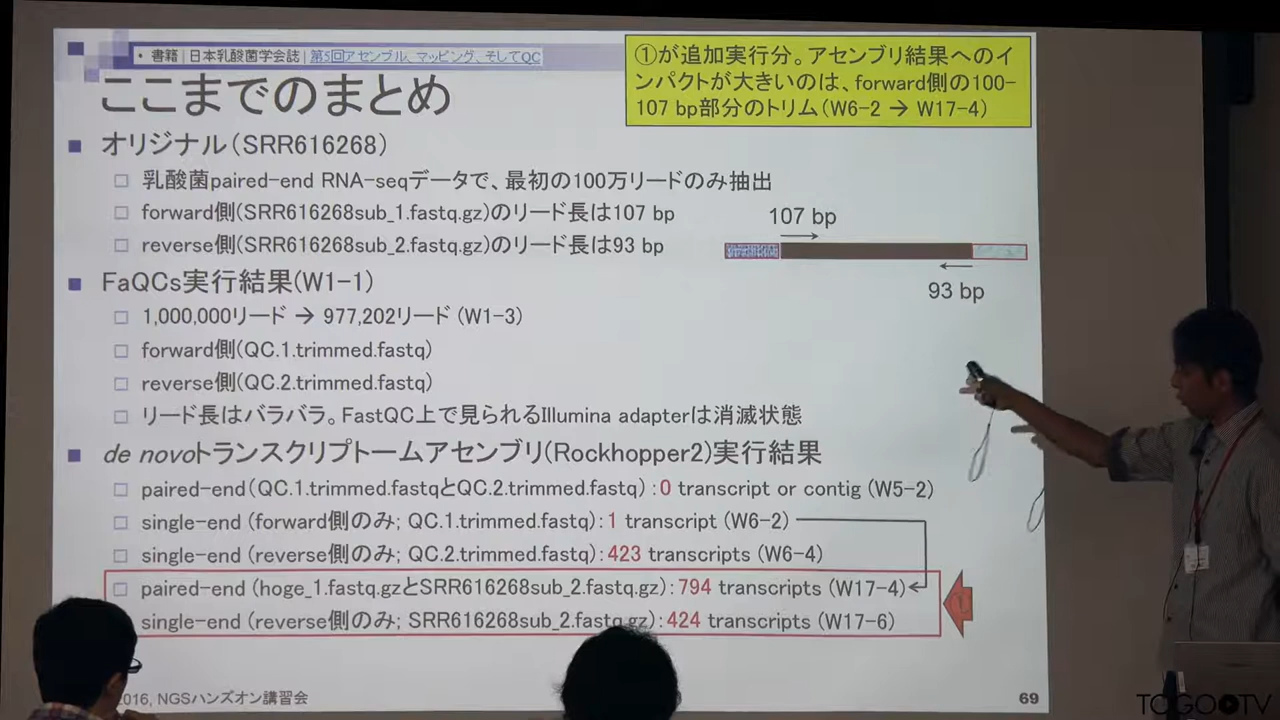 ・ 書籍 | 日本乳酸菌学会誌 | 第5回アセンブル、マッピング、そしてQC
①が追加実行分。アセンブリ結果へのイ
ンパクトが大きいのは、forward側の100-
107 bp部分のトリム(W6-2 → W17-4)
ここまでのまとめ
オリジナル(SRR616268)
乳酸菌paired-end RNA-seqデータで、最初の100万リードのみ抽出
forward側(SRR616268sub_1.fastq.gz)のリード長は107 bp
reverse側(SRR616268sub_2.fastq.gz)のリード長は93 bp
107 bp
93 bp
FaQCs実行結果(W1-1)
1,000,000リード → 977,202リード (W1-3)
forward側(QC.1.trimmed.fastq)
reverse側(QC.2.trimmed.fastq)
リード長はバラバラ。FastQC上で見られるIllumina adapterは消滅状態
de novoトランスクリプトームアセンブリ(Rockhopper2)実行結果
paired-end(QC.1.trimmed.fastqとQC.2.trimmed.fastq):0 transcript or contig (W5-2)
single-end (forward側のみ; QC.1.trimmed.fastq):1 transcript (W6-2)
single-end (reverse側のみ; QC.2.trimmed.fastq):423 transcripts (W6-4)
paired-end (hoge_1.fastq.gzとSRR616268sub_2.fastq.gz):794 transcripts (W17-4)
single-end (reverse側のみ; SRR616268sub_2.fastq.gz):424 transcripts (W17-6)
①
2016, NGSハンズオン講習会
69
TOGOTV